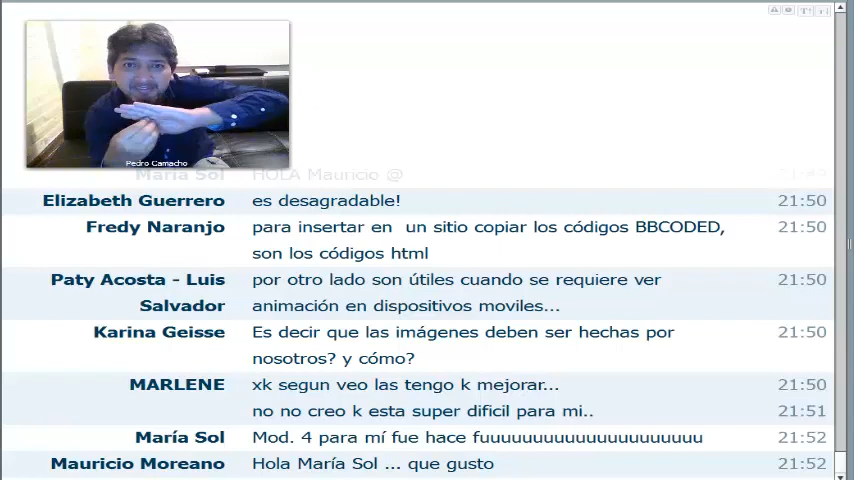 Pedro Camacho
María Sol HOLA Mauricio @ 21:49
Elizabeth Guerrero es desagradable! 21:50
Fredy Naranjo para insertar en un sitio copiar los códigos BBCODED, 21:50
son los códigos html
Paty Acosta - Luis por otro lado son útiles cuando se requiere ver 21:50
Salvador animación en dispositivos moviles...
Karina Geisse Es decir que las imágenes deben ser hechas por 21:50
nosotros? y cómo?
MARLENE xk segun veo las tengo k mejorar... 21:50
no no creo k esta super dificil para mi.. 21:51
María Sol Mod. 4 para mí fue hace fuuuuuuuuuuuuuuuuuuuuu 21:52
Mauricio Moreano Hola María Sol ... que gusto 21:52